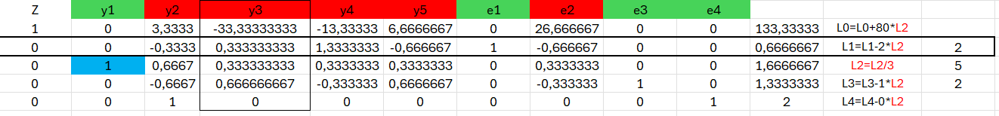 Z y1 y2 y3 y4 y5 e1 e2 e3 e4
1 0 3,3333 -33,33333333 -13,33333 6,6666667 0 26,666667 0 0 133,33333 L0=L0+80*L2
0 0 -0,3333 0,333333333 1,3333333 -0,666667 1 -0,666667 0 0 0,6666667 L1=L1-2*L2 2
0 1 0,6667 0,333333333 0,3333333 0,3333333 0 0,3333333 0 0 1,6666667 L2=L2/3 5
0 0 -0,6667 0,666666667 -0,333333 0,6666667 0 -0,333333 1 0 1,3333333 L3=L3-1*L2 2
0 0 1 0 0 0 0 0 0 1 2 L4=L4-0*L2